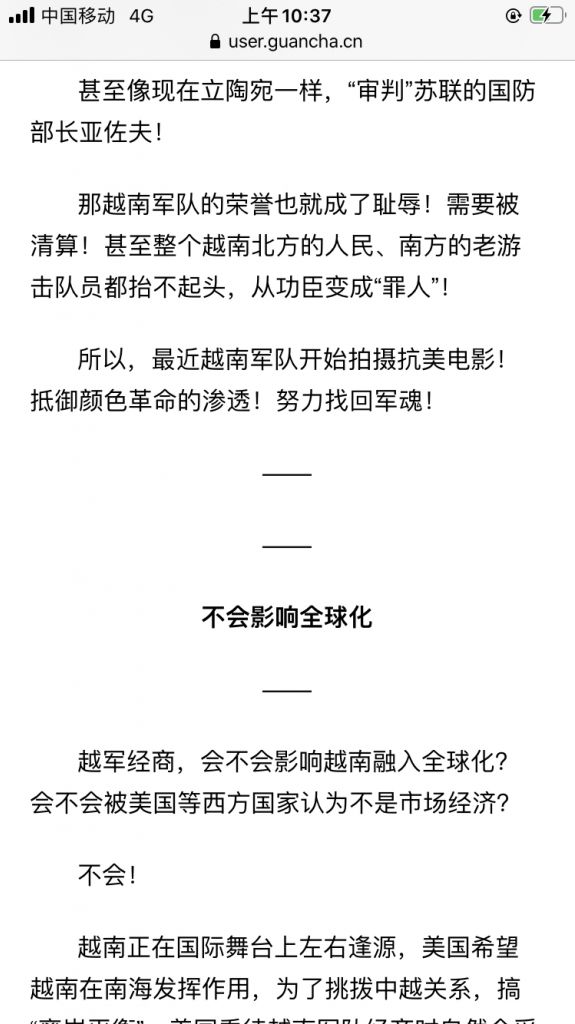 中国移动 4G 上午10:37
user.guancha.cn
甚至像现在立陶宛一样，“审判”苏联的国防
部长亚佐夫！
那越南军队的荣誉也就成了耻辱！需要被
清算！甚至整个越南北方的人民、南方的老游
击队员都抬不起头，从功臣变成“罪人”！
所以，最近越南军队开始拍摄抗美电影！
抵御颜色革命的渗透！努力找回军魂！
——
——
不会影响全球化
——
越军经商，会不会影响越南融入全球化？
会不会被美国等西方国家认为不是市场经济？
不会！
越南正在国际舞台上左右逢源，美国希望
越南在南海发挥作用，为了挑拨中越关系，搞